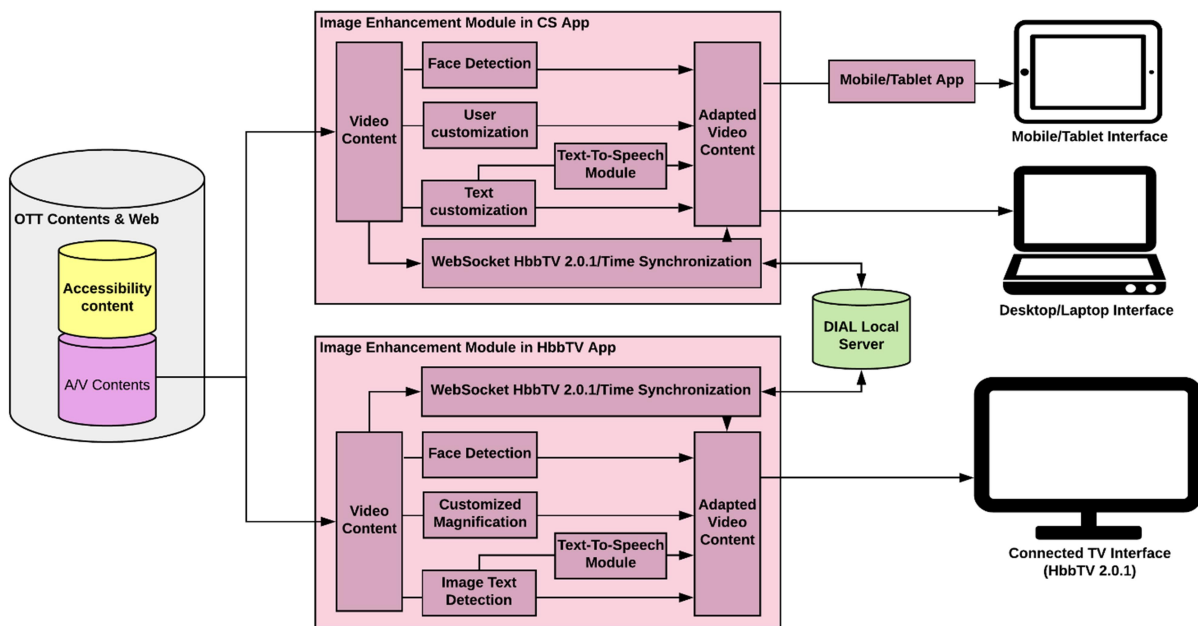 Image Enhancement Module in CS App
Face Detection
Video
Content
User
customization
Text-To-Speech
Module
Text
customization
Adapted
Video
Content
WebSocket HbbTV 2.0.1/Time Synchronization
Mobile/Tablet App
Mobile/Tablet Interface
Desktop/Laptop Interface
OTT Contents & Web
Accessibility
content
A/V Contents
DIAL Local
Server
Image Enhancement Module in HbbTV App
WebSocket HbbTV 2.0.1/Time Synchronization
Face Detection
Video
Content
Customized
Magnification
Text-To-Speech
Module
Image Text
Detection
Adapted
Video
Content
Connected TV Interface
(HbbTV 2.0.1)